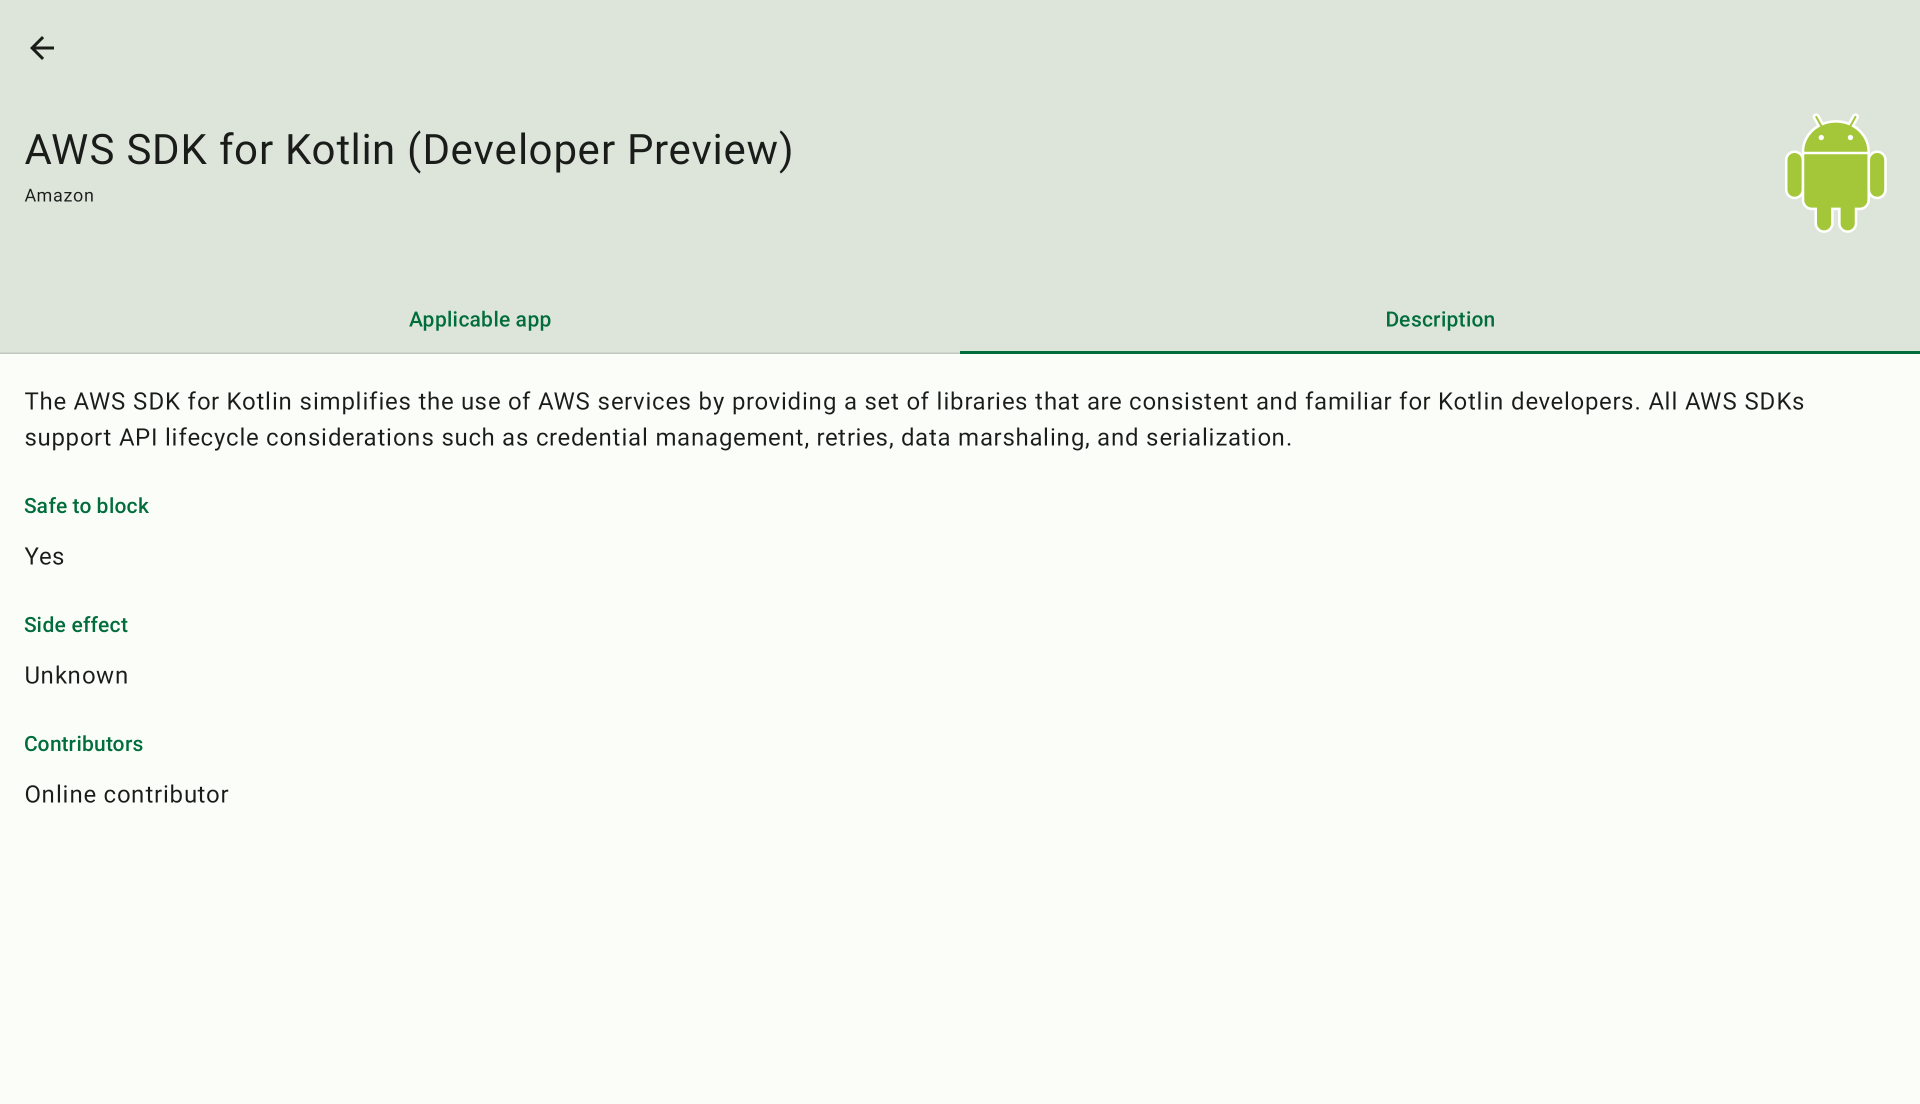 AWS SDK for Kotlin (Developer Preview)
Amazon
Applicable app
Description
The AWS SDK for Kotlin simplifies the use of AWS services by providing a set of libraries that are consistent and familiar for Kotlin developers. All AWS SDKs
support API lifecycle considerations such as credential management, retries, data marshaling, and serialization.
Safe to block
Yes
Side effect
Unknown
Contributors
Online contributor